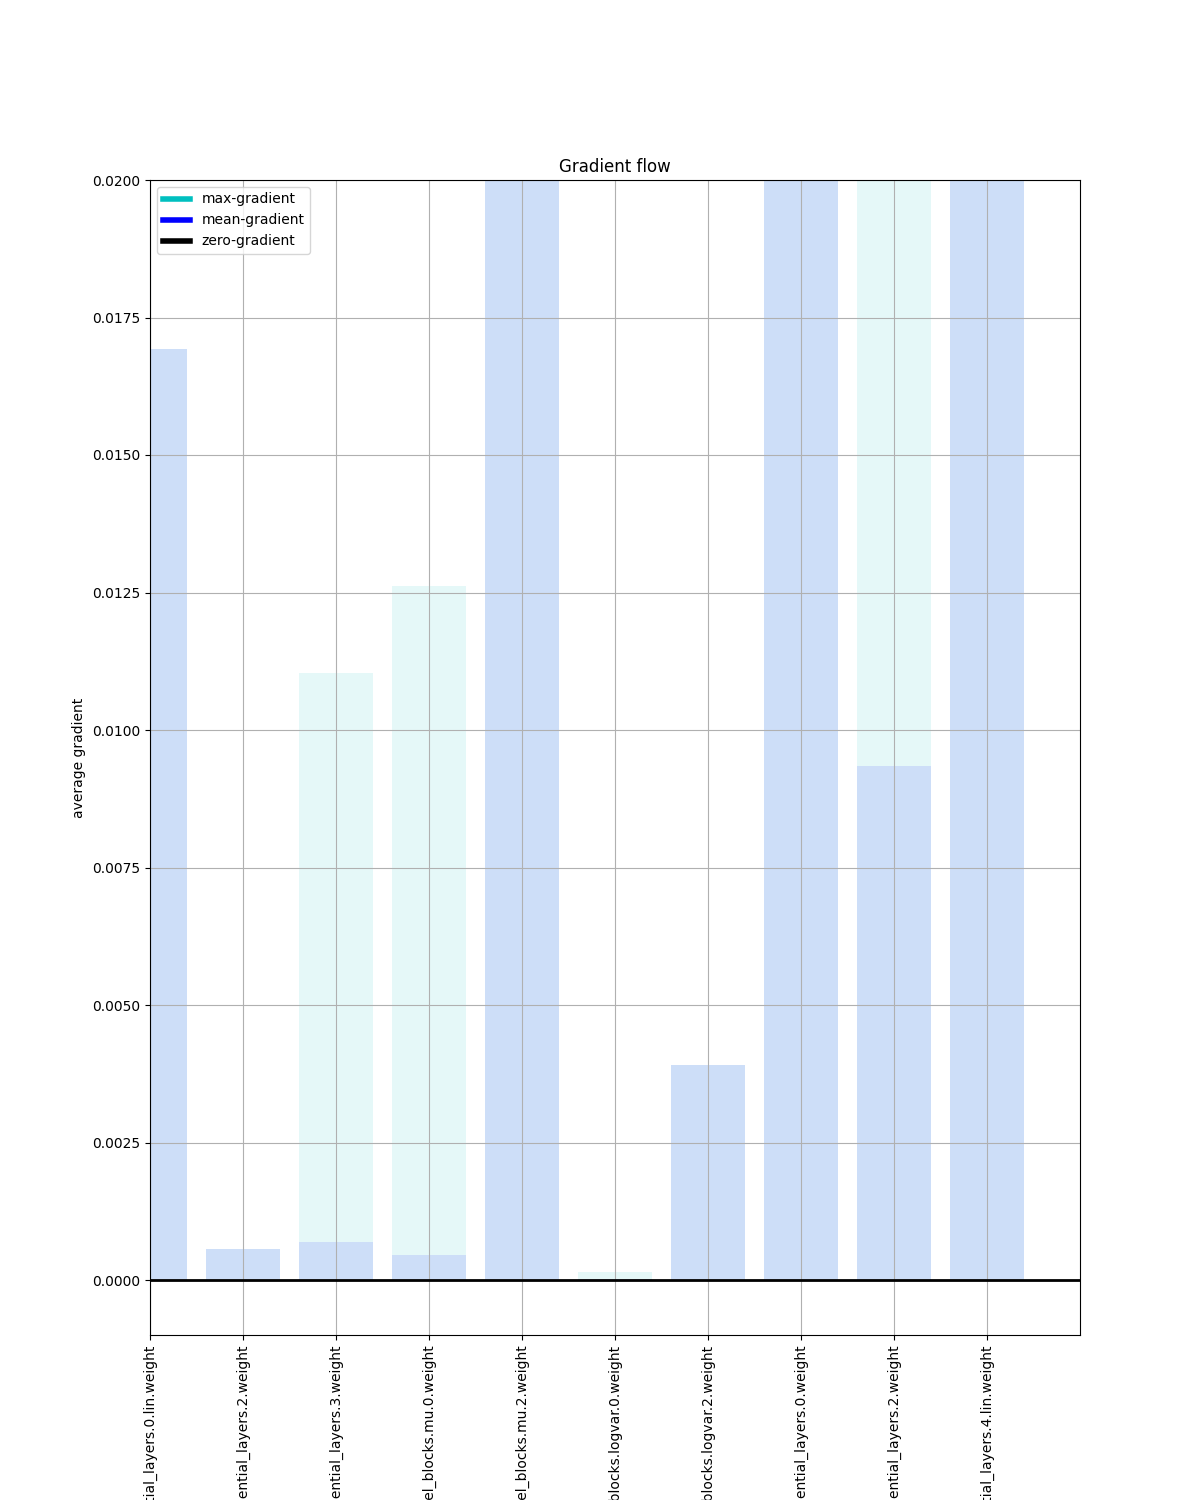 Gradient flow
max-gradient
mean-gradient
zero-gradient
0.0200
0.0175
0.0150
0.0125
0.0100
0.0075
0.0050
0.0025
0.0000
average gradient
tial_layers.0.lin.weight
ential_layers.2.weight
ential_layers.3.weight
el_blocks.mu.0.weight
el_blocks.mu.2.weight
blocks.logvar.0.weight
blocks.logvar.2.weight
ential_layers.0.weight
ential_layers.2.weight
tial_layers.4.lin.weight